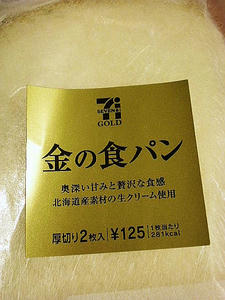 SEVEN&i
GOLD
金の食パン
奥深い甘みと贅沢な食感
北海道産素材の生クリーム使用
厚切り2枚入 ¥125 1枚当たり
281kcal